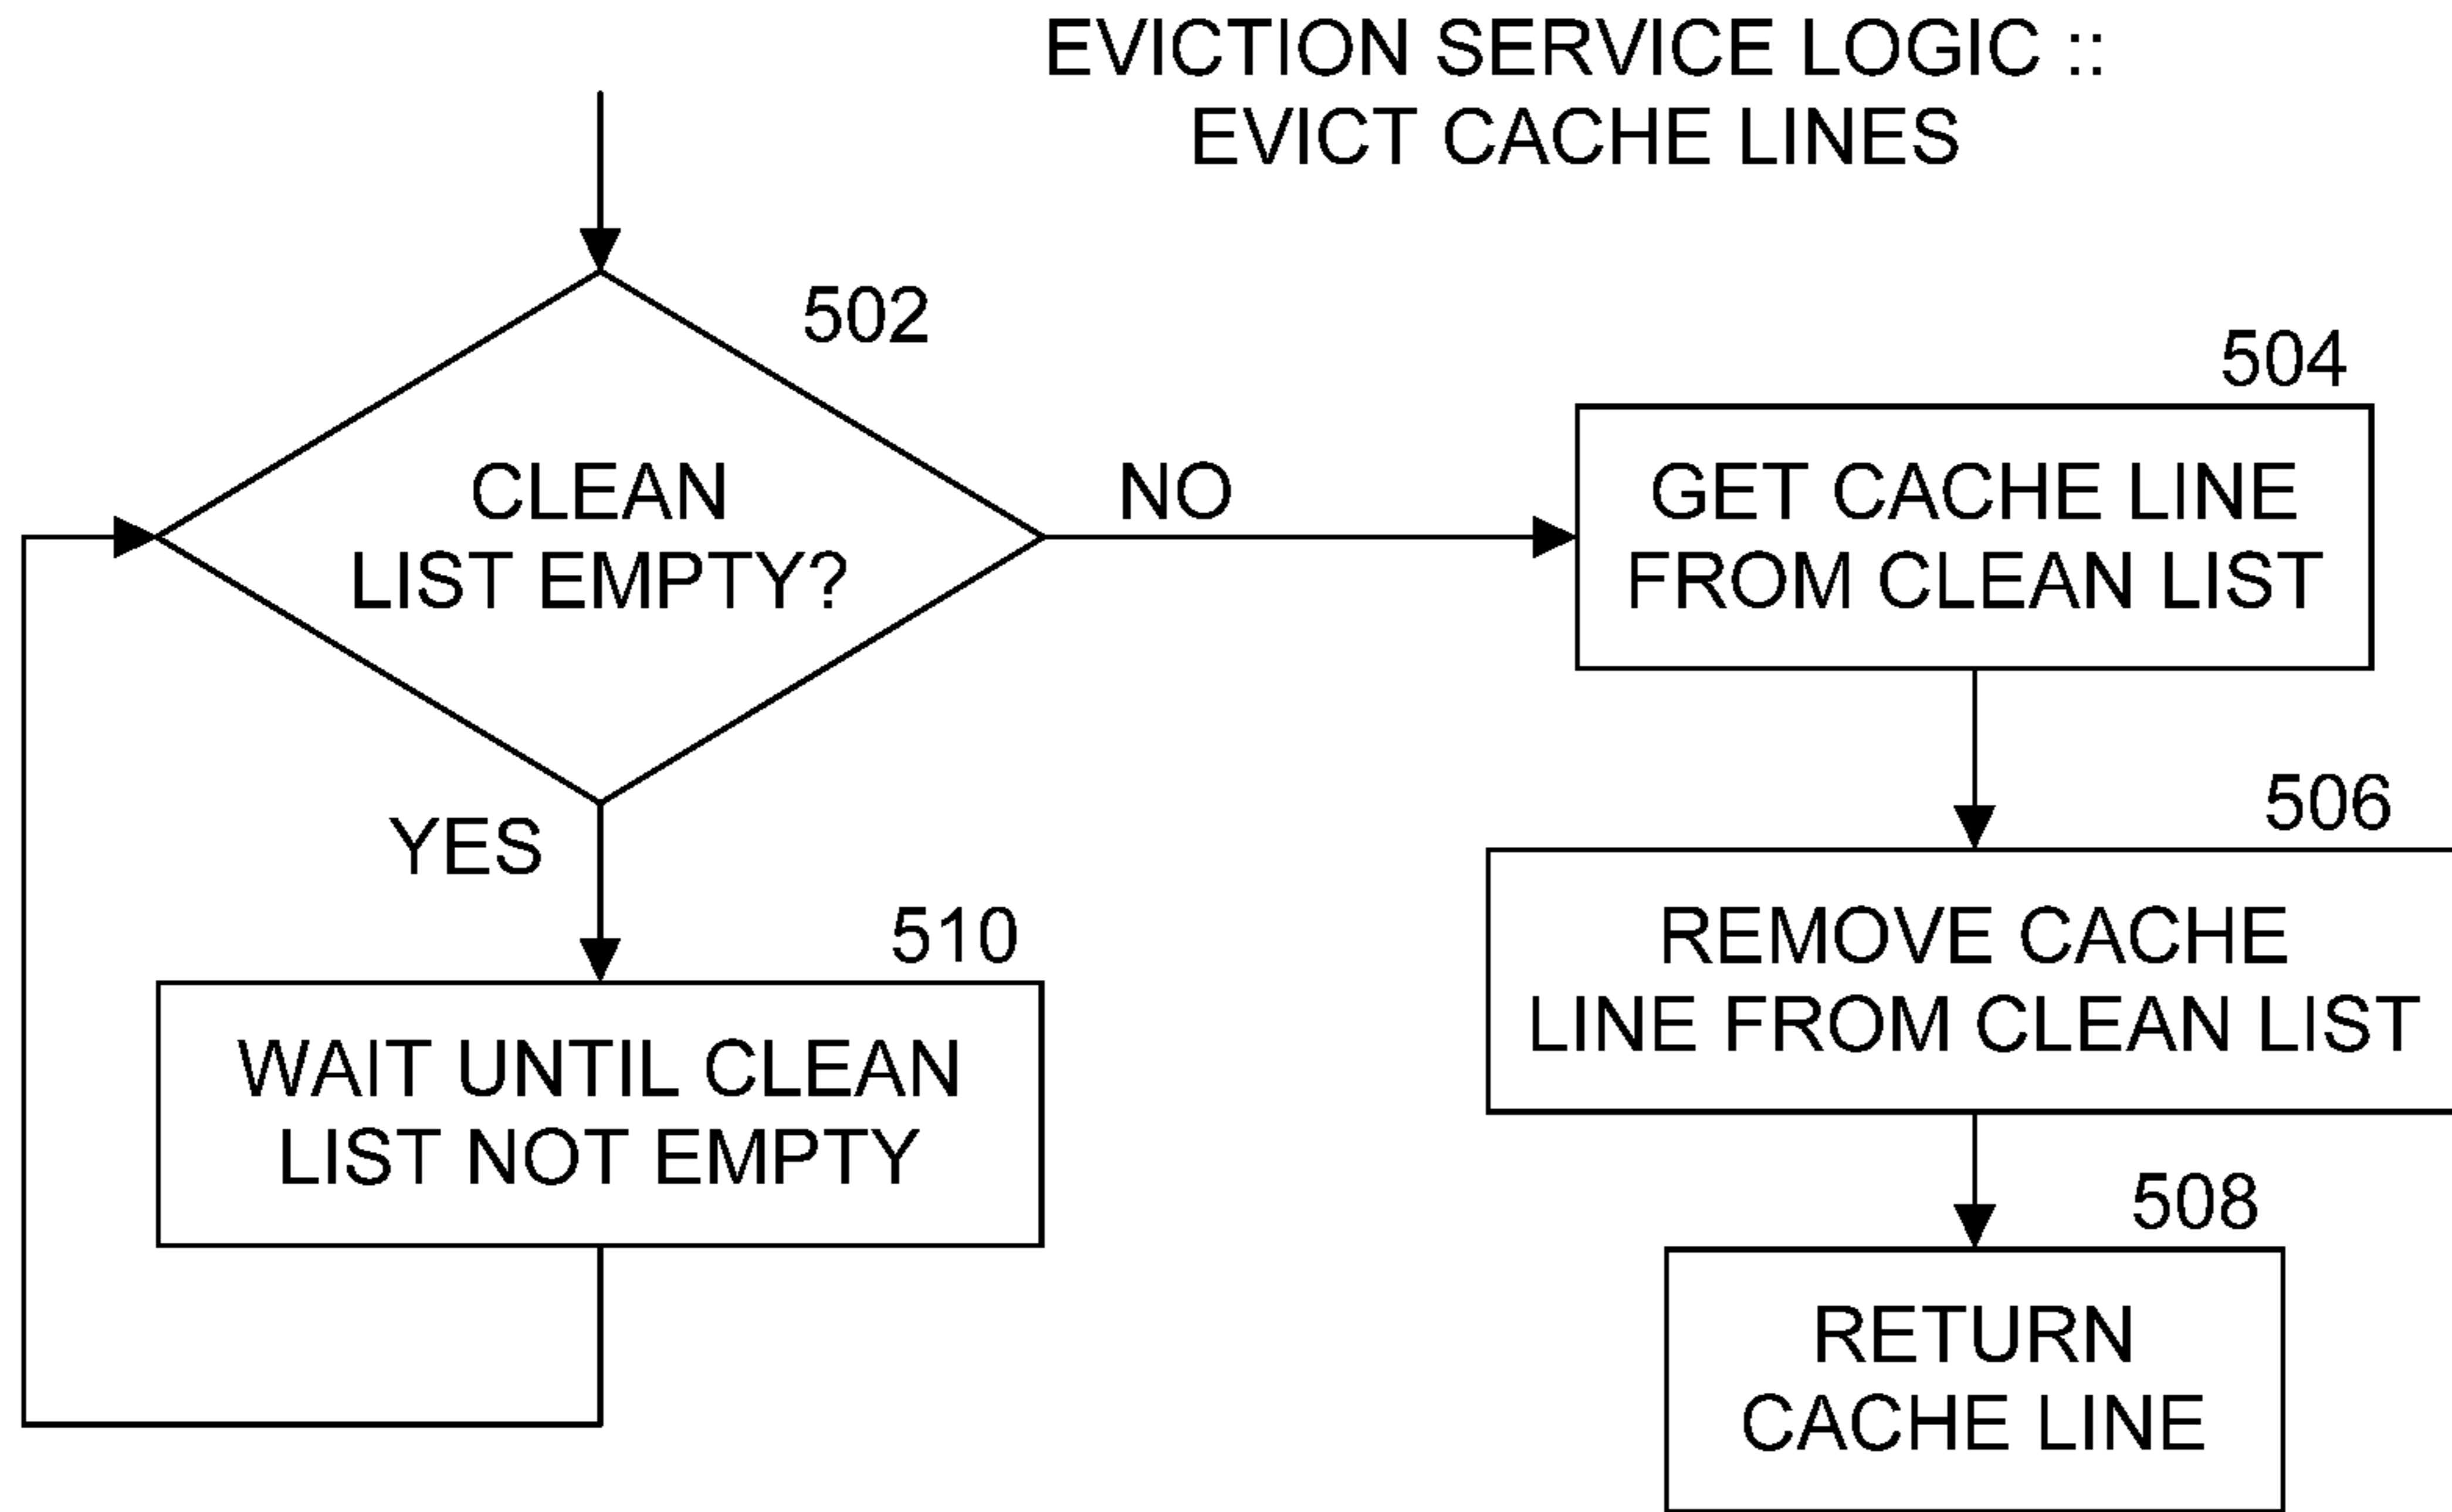 EVICTION SERVICE LOGIC ::
EVICT CACHE LINES
502
CLEAN
LIST EMPTY?
NO
504
GET CACHE LINE
FROM CLEAN LIST
YES
506
REMOVE CACHE
LINE FROM CLEAN LIST
510
WAIT UNTIL CLEAN
LIST NOT EMPTY
508
RETURN
CACHE LINE